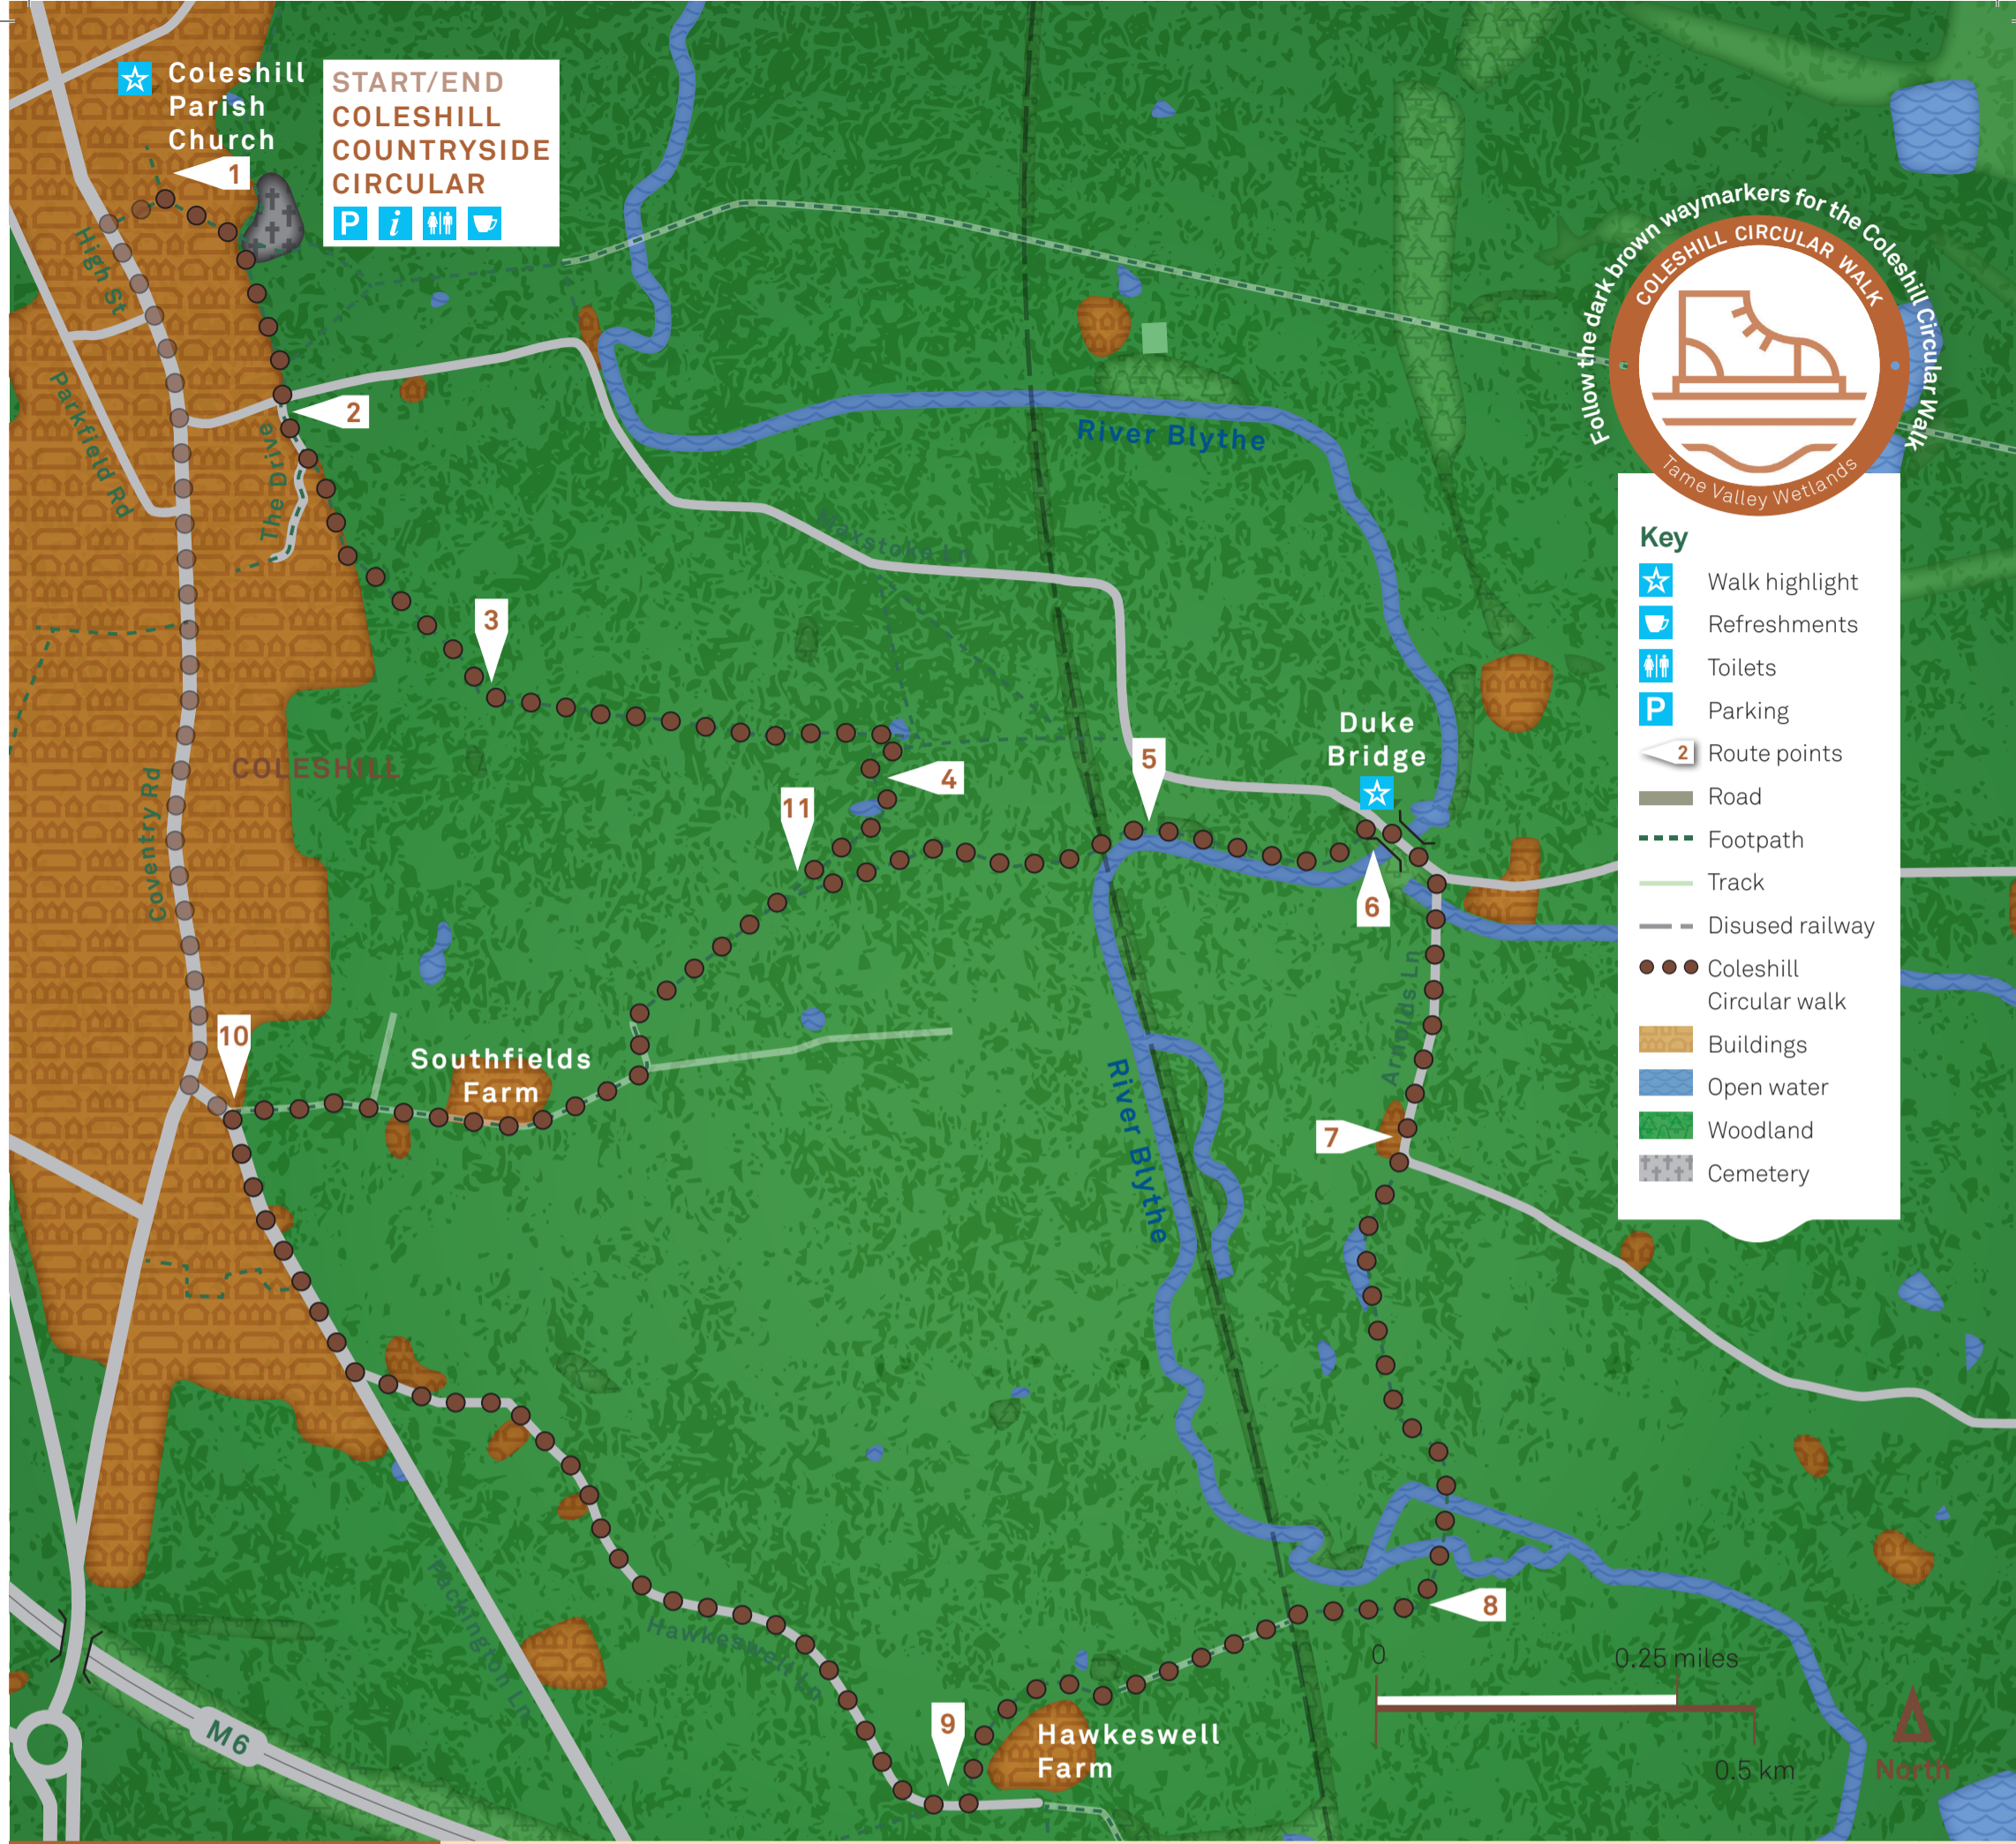 Coleshill
Parish
Church
1
START/END
COLESHILL
COUNTRYSIDE
CIRCULAR
P i
High St
Parkfield Rd
The Drive
2
3
River Blythe
Maxstoke Ln
COLESHILL
Coventry Rd
4
11
5
Duke
Bridge
6
Arnolds Ln
10
Southfields
Farm
River Blythe
7
8
Packington Ln
Hawkeswell Ln
9
Hawkeswell
Farm
M6
Follow the dark brown waymarkers for the Coleshill Circular Walk
COLESHILL CIRCULAR WALK
Tame Valley Wetlands
Key
Walk highlight
Refreshments
Toilets
P Parking
2 Route points
Road
Footpath
Track
Disused railway
Coleshill
Circular walk
Buildings
Open water
Woodland
Cemetery
0 0.25 miles
0.5 km
North